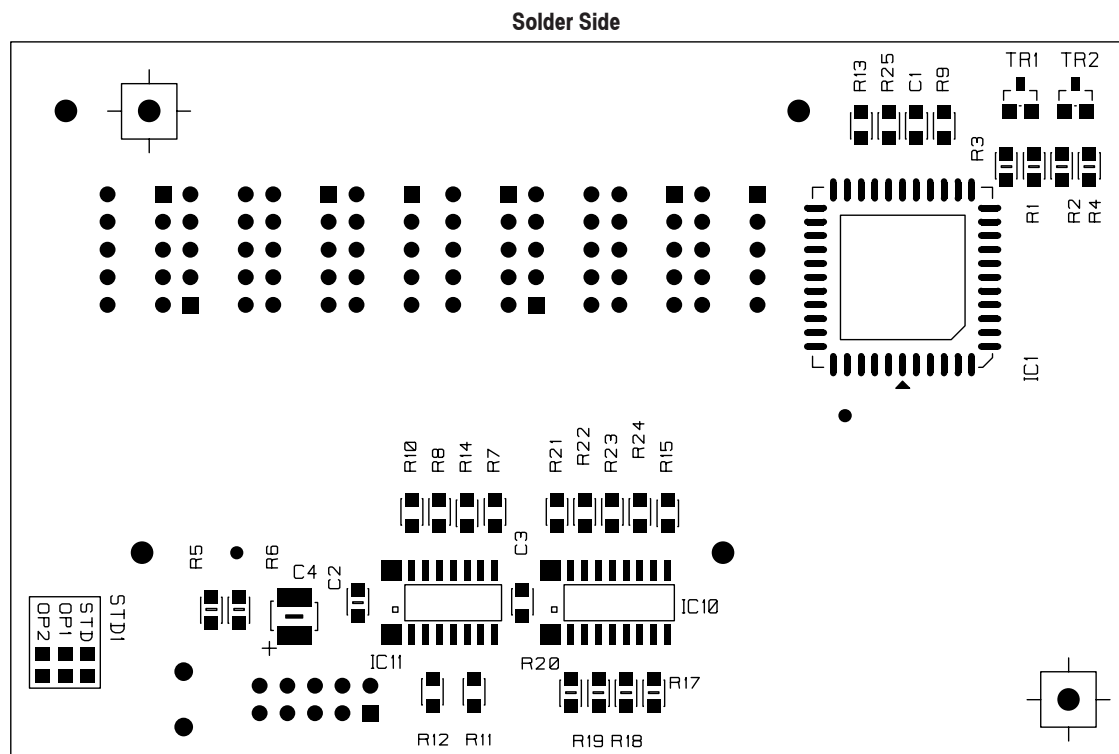 Solder Side
R13
R25
C1
R9
TR1
TR2
R3
R1
R2
R4
IC1
R10
R8
R14
R7
R21
R22
R23
R24
R15
R5
R6
C4
C2
C3
STD1
STD
OP1
OP2
+
IC11
IC10
R20
R17
R12
R11
R19
R18